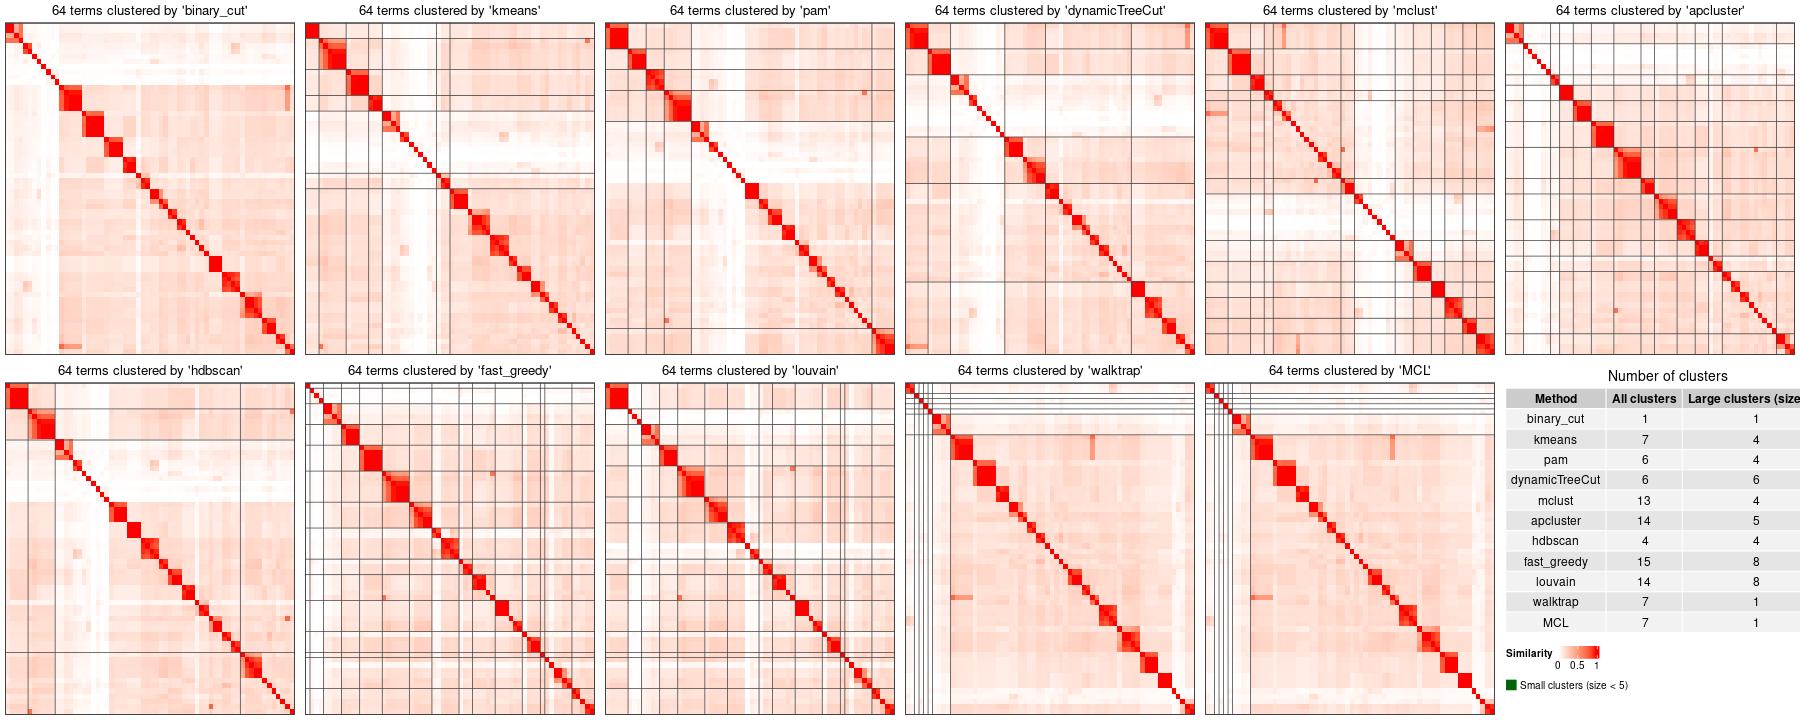 64 terms clustered by 'binary_cut'
64 terms clustered by 'kmeans'
64 terms clustered by 'pam'
64 terms clustered by 'dynamicTreeCut'
64 terms clustered by 'mclust'
64 terms clustered by 'apcluster'
64 terms clustered by 'hdbscan'
64 terms clustered by 'fast_greedy'
64 terms clustered by 'louvain'
64 terms clustered by 'walktrap'
64 terms clustered by 'MCL'
Number of clusters
Method All clusters Large clusters (size
binary_cut 1 1
kmeans 7 4
pam 6 4
dynamicTreeCut 6 6
mclust 13 4
apcluster 14 5
hdbscan 4 4
fast_greedy 15 8
louvain 14 8
walktrap 7 1
MCL 7 1
Similarity
0 0.5 1
Small clusters (size < 5)